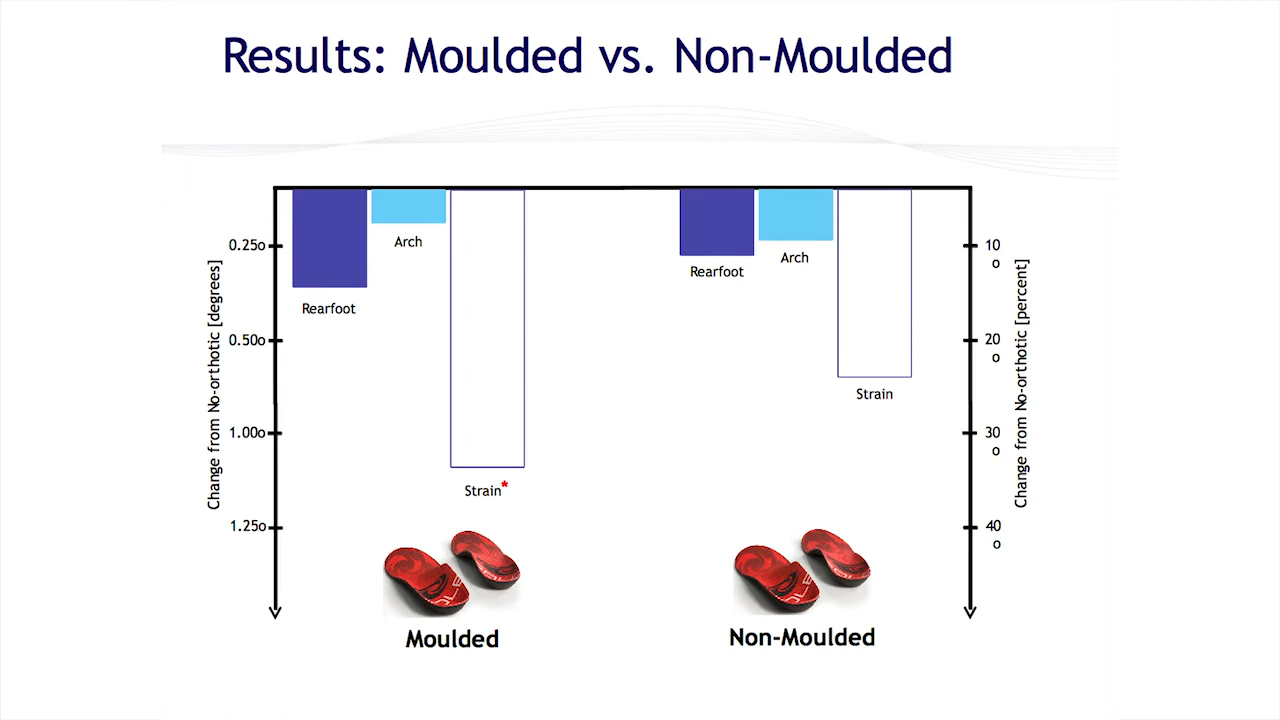 Results: Moulded vs. Non-Moulded
Change from No-orthotic [degrees]
0.25o
0.50o
1.00o
1.25o
Rearfoot
Arch
Strain*
Rearfoot
Arch
Strain
10
o
20
o
30
o
40
o
Change from No-orthotic [percent]
Moulded
Non-Moulded